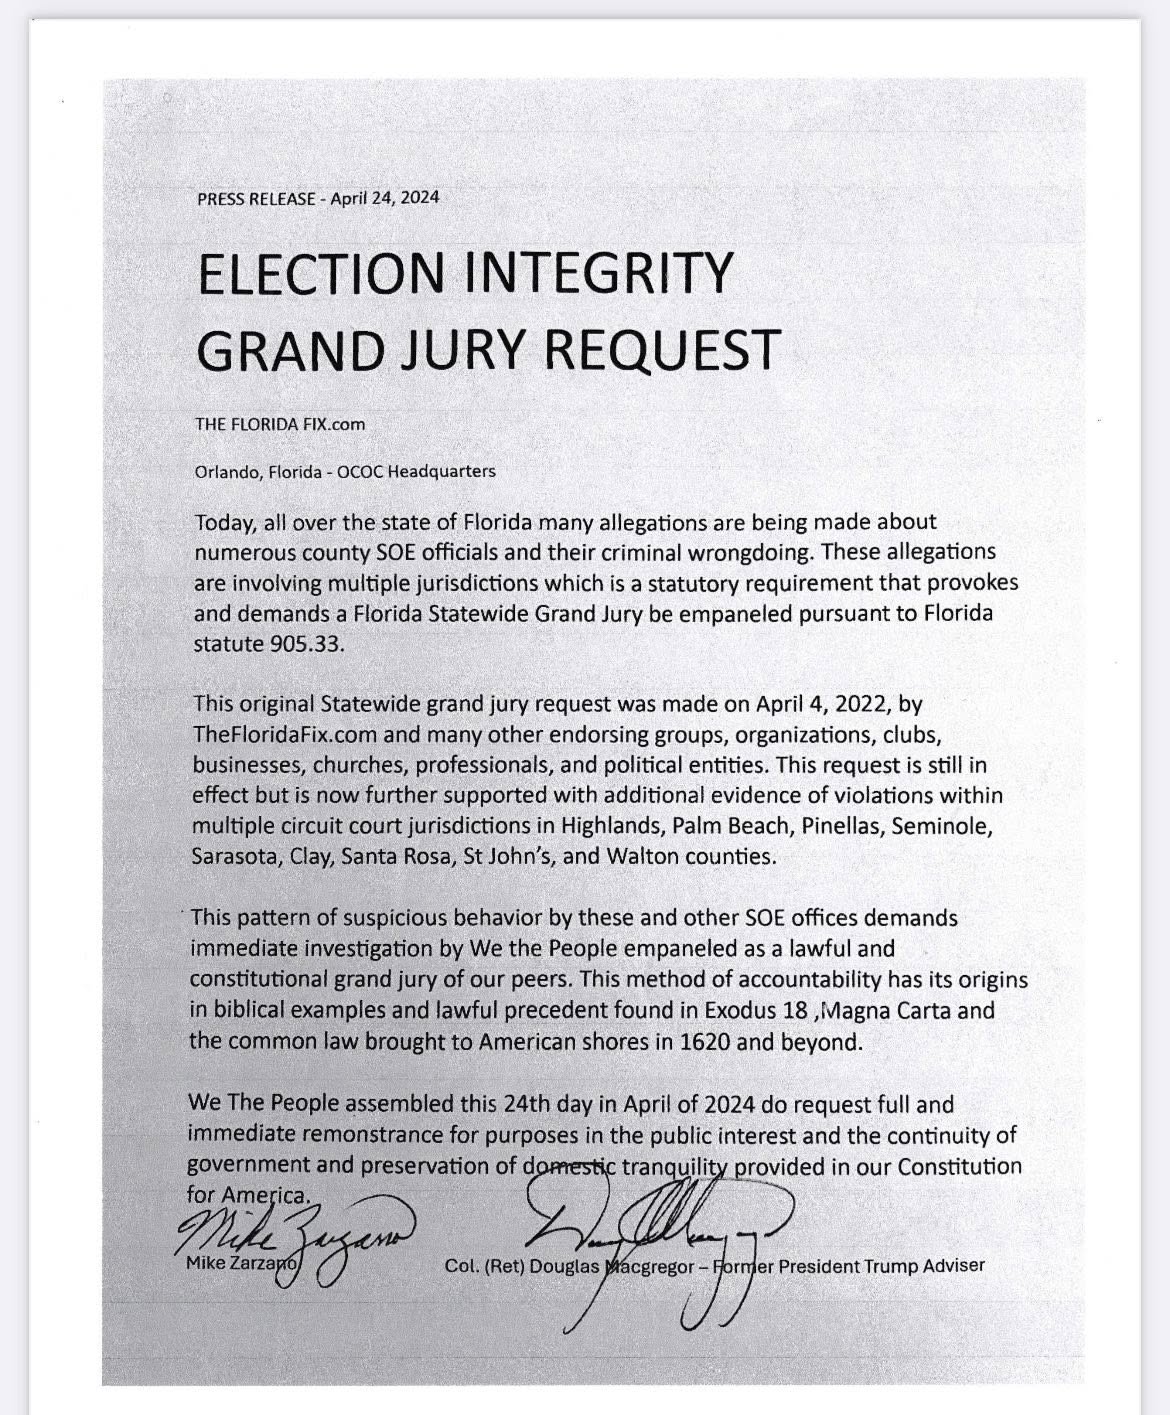 PRESS RELEASE - April 24, 2024
ELECTION INTEGRITY
GRAND JURY REQUEST
THE FLORIDA FIX.com
Orlando, Florida - OCOC Headquarters
Today, all over the state of Florida many allegations are being made about
numerous county SOE officials and their criminal wrongdoing. These allegations
are involving multiple jurisdictions which is a statutory requirement that provokes
and demands a Florida Statewide Grand Jury be empaneled pursuant to Florida
statute 905.33.
This original Statewide grand jury request was made on April 4, 2022, by
TheFloridaFix.com and many other endorsing groups, organizations, clubs,
businesses, churches, professionals, and political entities. This request is still in
effect but is now further supported with additional evidence of violations within
multiple circuit court jurisdictions in Highlands, Palm Beach, Pinellas, Seminole,
Sarasota, Clay, Santa Rosa, St John’s, and Walton counties.
This pattern of suspicious behavior by these and other SOE offices demands
immediate investigation by We the People empaneled as a lawful and
constitutional grand jury of our peers. This method of accountability has its origins
in biblical examples and lawful precedent found in Exodus 18 ,Magna Carta and
the common law brought to American shores in 1620 and beyond.
We The People assembled this 24th day in April of 2024 do request full and
immediate remonstrance for purposes in the public interest and the continuity of
government and preservation of domestic tranquility provided in our Constitution
for America.
Mike Zarzano
Mike Zarzano
Col. (Ret) Douglas Macgregor – Former President Trump Adviser